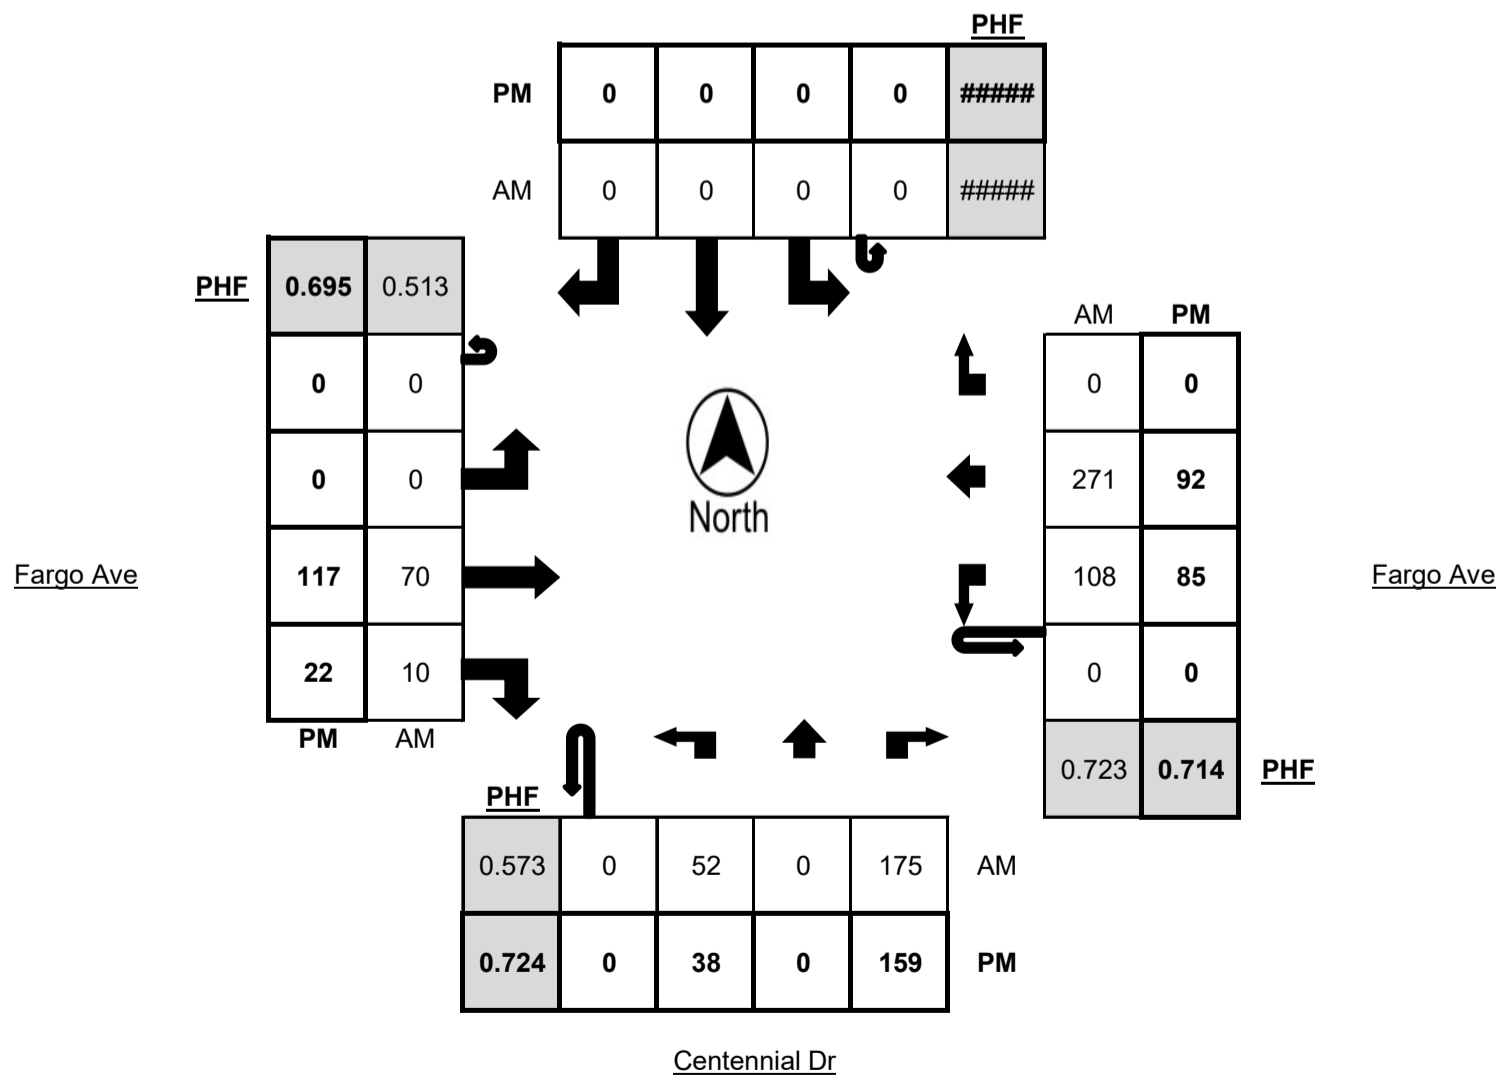 PHF
PM 0 0 0 0 #####
AM 0 0 0 0 #####
PHF 0.695 0.513
AM PM
0 0
0 0
0 0
271 92
North
Fargo Ave
117 70
108 85
Fargo Ave
22 10
0 0
PM AM
0.723 0.714 PHF
PHF
0.573 0 52 0 175 AM
0.724 0 38 0 159 PM
Centennial Dr